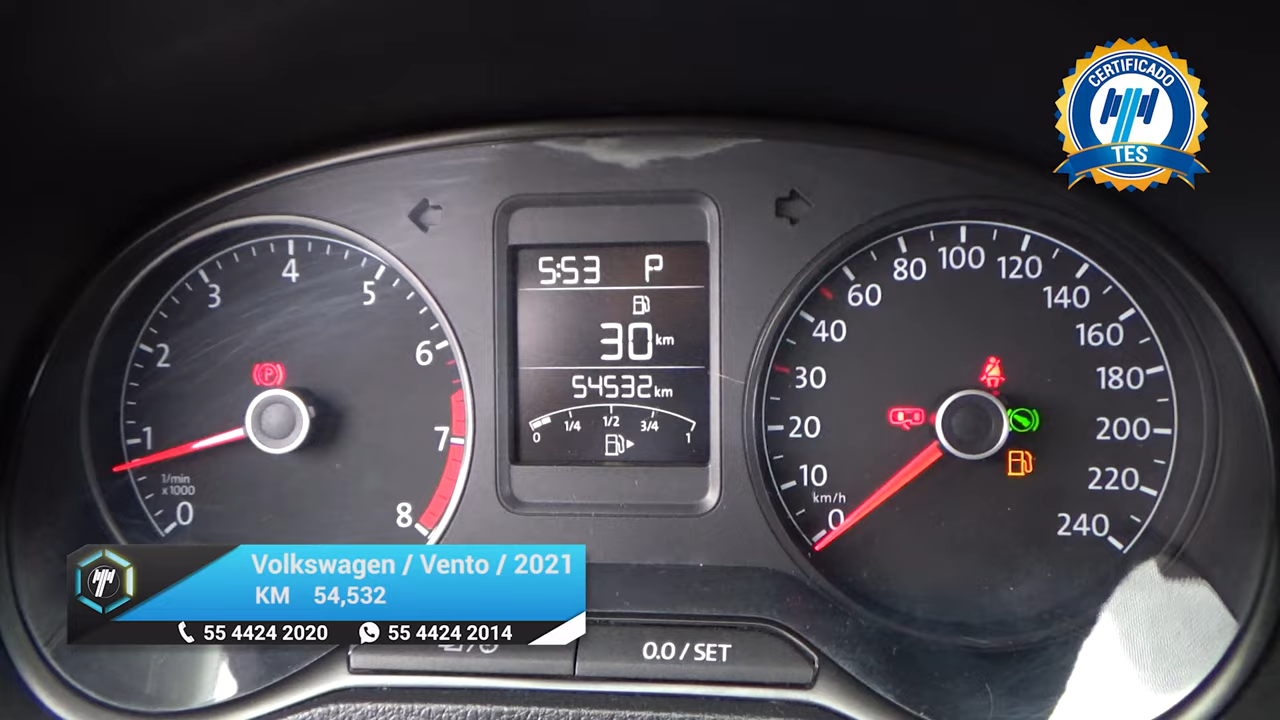 CERTIFICADO
TES
5:53 P
30 km
54532 km
0 1/4 1/2 3/4 1
0 1 2 3 4 5 6 7 8
1/min
x1000
P
0 10 20 30 40 60 80 100 120 140 160 180 200 220 240
km/h
Volkswagen / Vento / 2021
KM 54,532
55 4424 2020 55 4424 2014
0.0 / SET